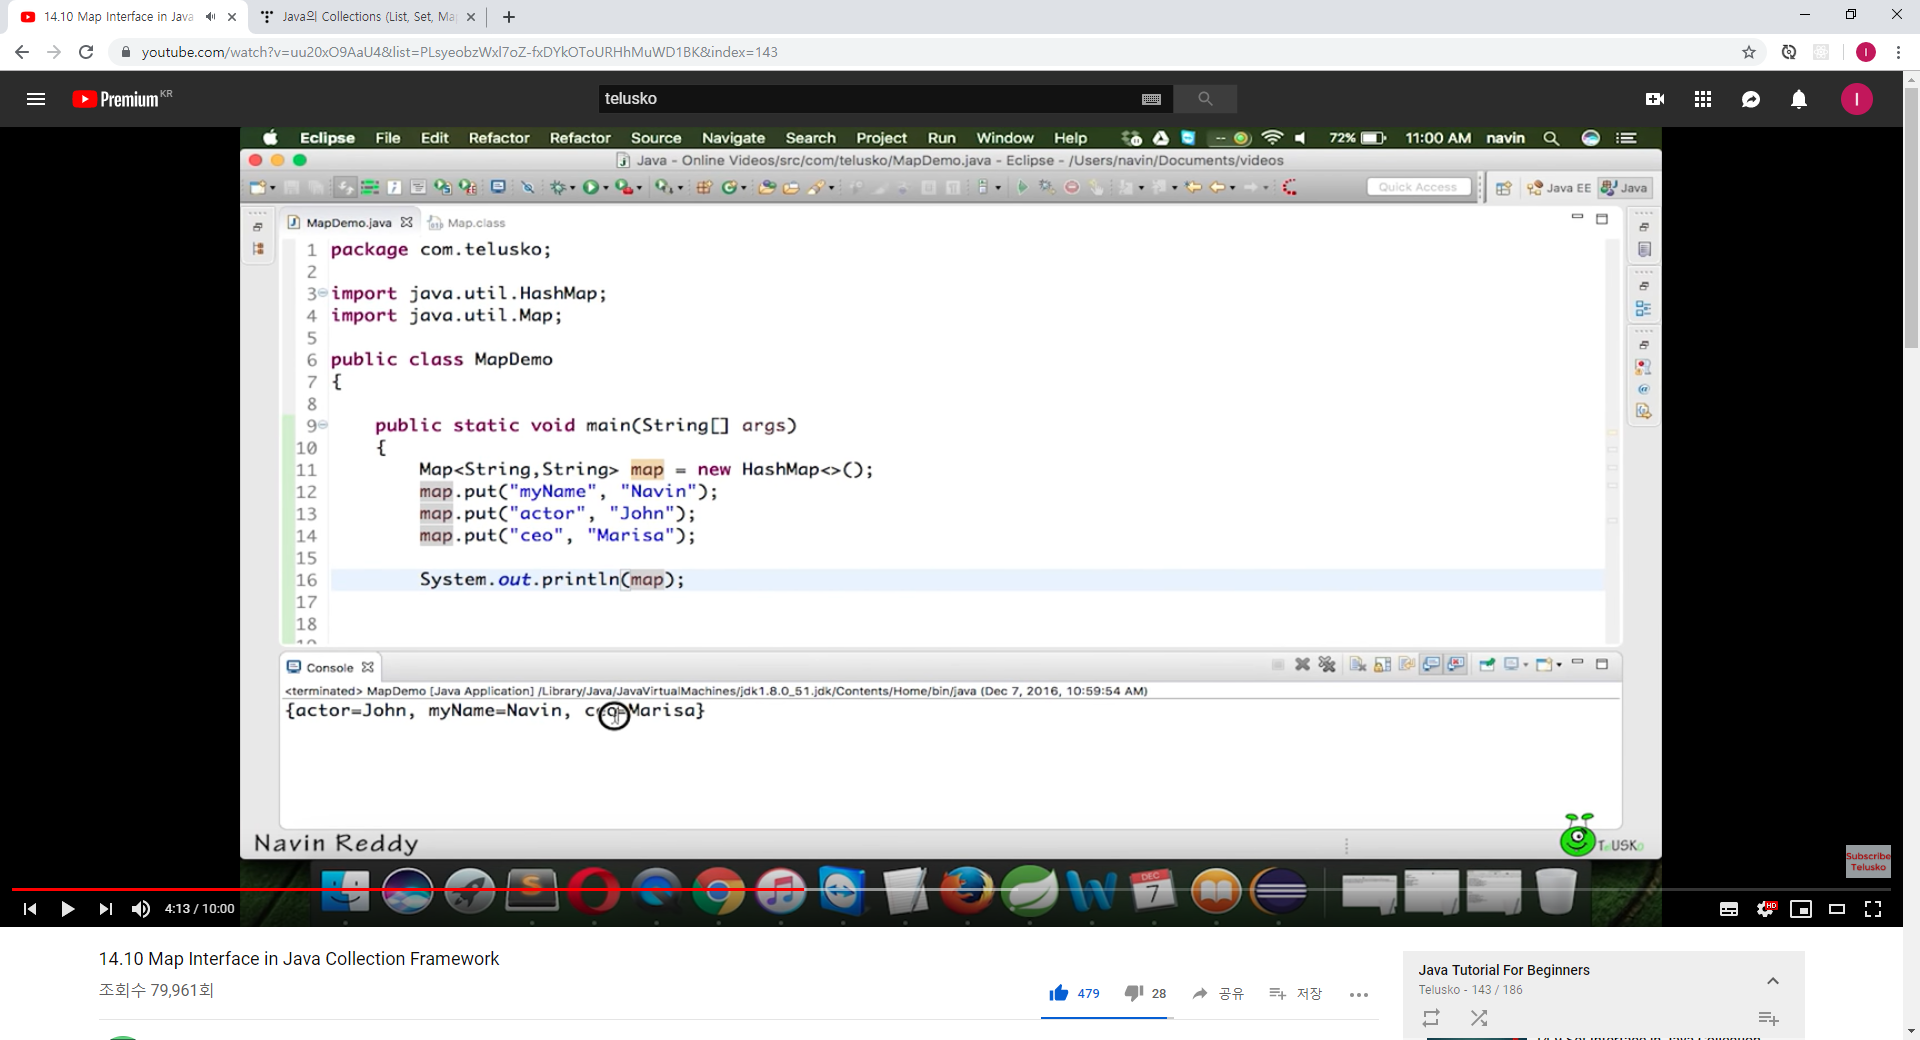 14.10 Map Interface in Java
Java의 Collections (List, Set, Ma
youtube.com/watch?v=uu20xO9AaU4&list=PLsyeobzWxl7oZ-fxDYkOToURHhMuWD1BK&index=143
Premium KR
telusko
I
Eclipse File Edit Refactor Refactor Source Navigate Search Project Run Window Help 72% 11:00 AM navin
Java - Online Videos/src/com/telusko/MapDemo.java - Eclipse - /Users/navin/Documents/videos
Quick Access Java EE Java
MapDemo.java Map.class
1 package com.telusko;
2
3 import java.util.HashMap;
4 import java.util.Map;
5
6 public class MapDemo
7 {
8
9 public static void main(String[] args)
10 {
11 Map<String,String> map = new HashMap<>();
12 map.put("myName", "Navin");
13 map.put("actor", "John");
14 map.put("ceo", "Marisa");
15
16 System.out.println(map);
17
18
Console
<terminated> MapDemo [Java Application] /Library/Java/JavaVirtualMachines/jdk1.8.0_51.jdk/Contents/Home/bin/java (Dec 7, 2016, 10:59:54 AM)
{actor=John, myName=Navin, ceo=Marisa}
Navin Reddy
TelUSKo
Subscribe
Telusko
DEC
7
4:13 / 10:00
HD
14.10 Map Interface in Java Collection Framework
조회수 79,961회
479 28 공유 저장
Java Tutorial For Beginners
Telusko - 143 / 186